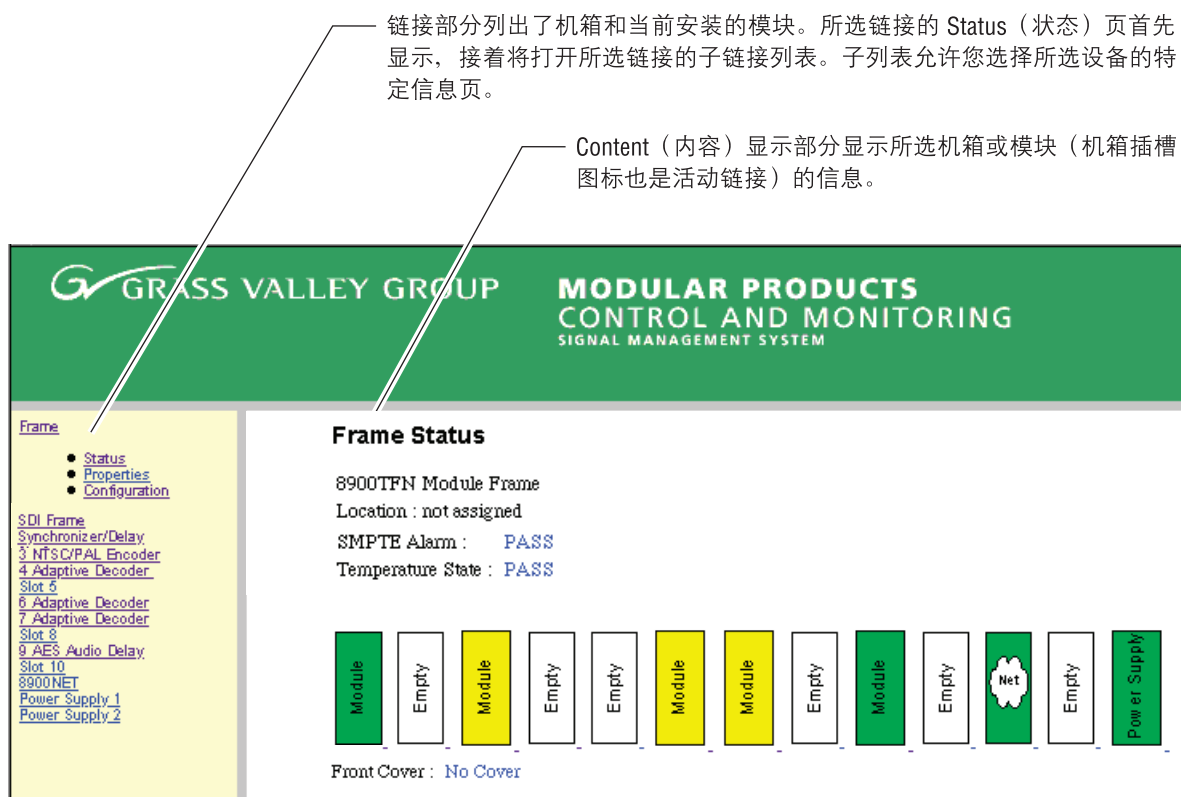 链接部分列出了机箱和当前安装的模块。所选链接的 Status（状态）页首先
显示，接着将打开所选链接的子链接列表。子列表允许您选择所选设备的特
定信息页。
Content（内容）显示部分显示所选机箱或模块（机箱插槽
图标也是活动链接）的信息。
GRASS VALLEY GROUP
MODULAR PRODUCTS
CONTROL AND MONITORING
SIGNAL MANAGEMENT SYSTEM
Frame
Status
Properties
Configuration
SDI Frame
Synchronizer/Delay
3 NTSC/PAL Encoder
4 Adaptive Decoder
Slot 5
6 Adaptive Decoder
7 Adaptive Decoder
Slot 8
9 AES Audio Delay
Slot 10
8900NET
Power Supply 1
Power Supply 2
Frame Status
8900TFN Module Frame
Location : not assigned
SMPTE Alarm : PASS
Temperature State : PASS
Module
Empty
Module
Empty
Empty
Module
Module
Empty
Module
Empty
Net
Empty
Power Supply
Front Cover : No Cover